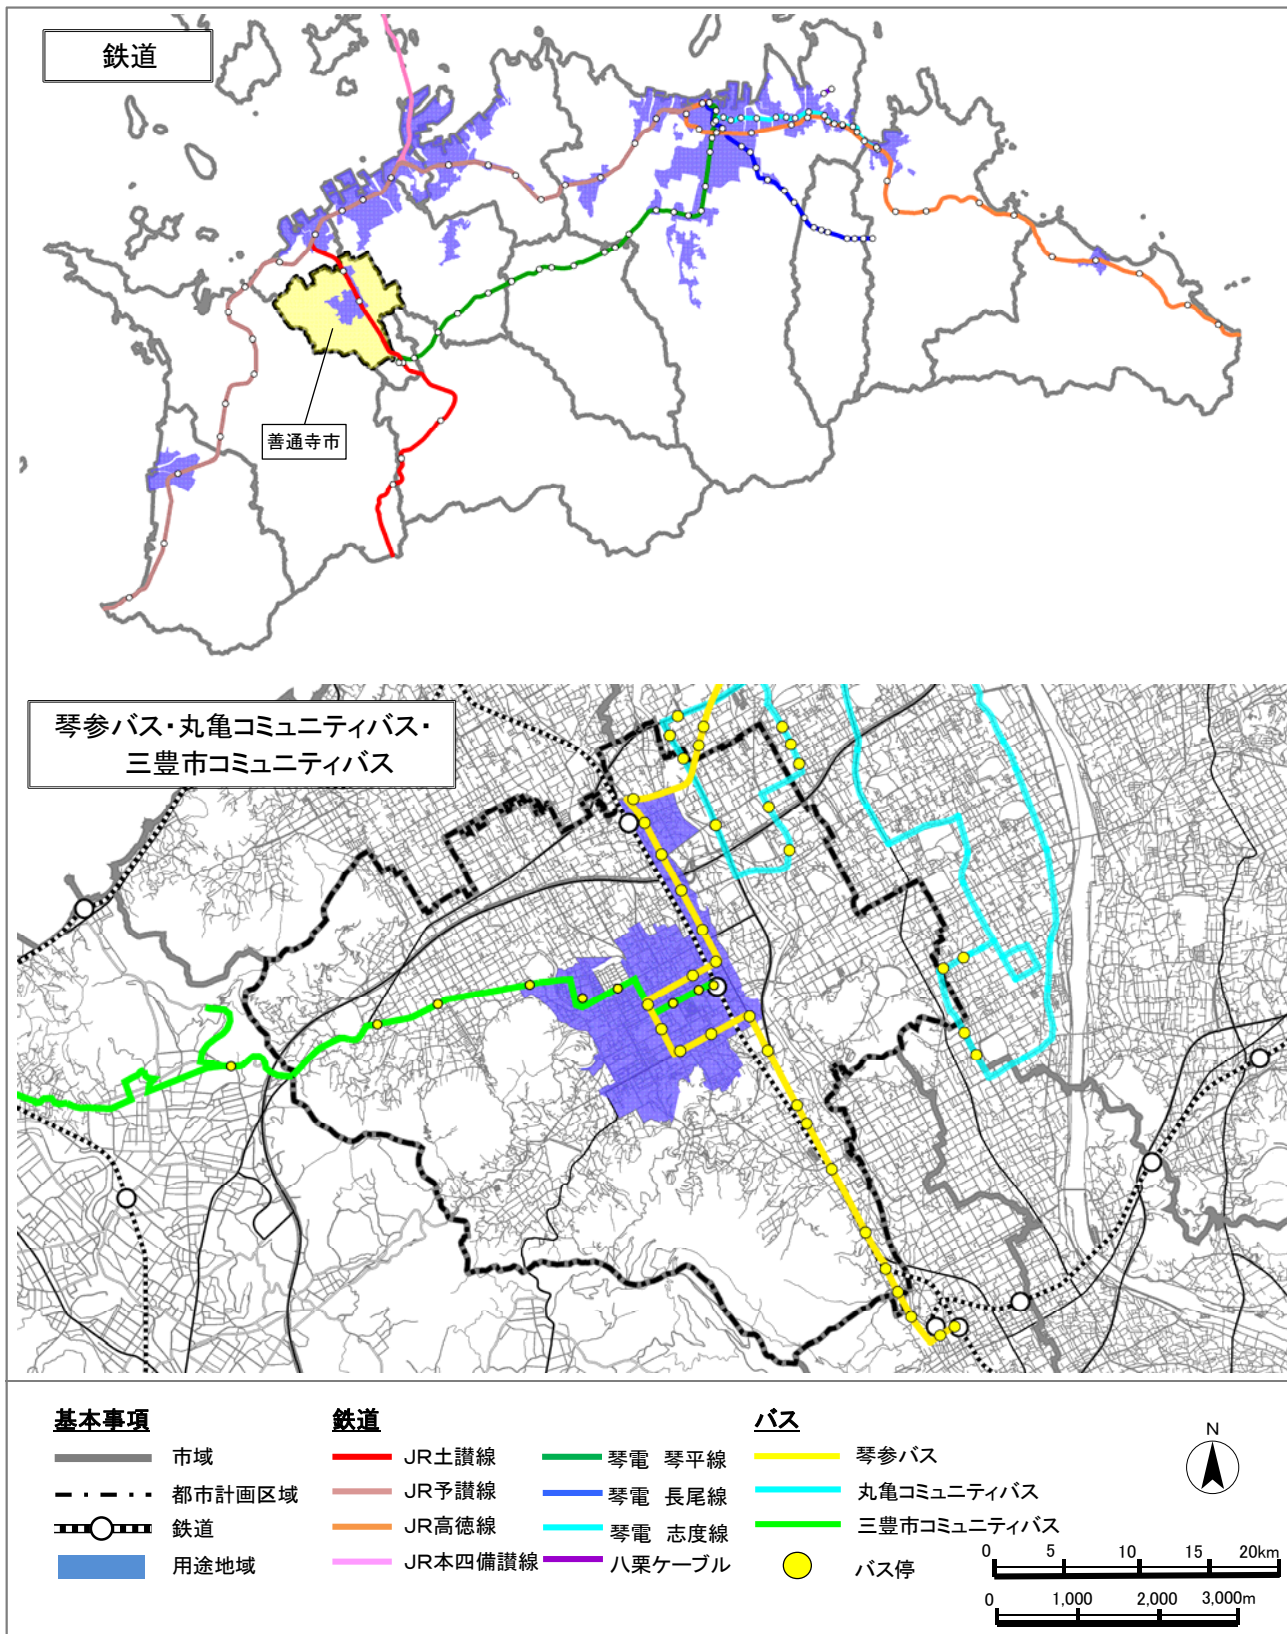 鉄道
善通寺市
琴参バス・丸亀コミュニティバス・
三豊市コミュニティバス
基本事項
市域
都市計画区域
鉄道
用途地域
鉄道
JR土讃線
JR予讃線
JR高徳線
JR本四備讃線
琴電 琴平線
琴電 長尾線
琴電 志度線
八栗ケーブル
バス
琴参バス
丸亀コミュニティバス
三豊市コミュニティバス
バス停
N
0 5 10 15 20km
0 1,000 2,000 3,000m